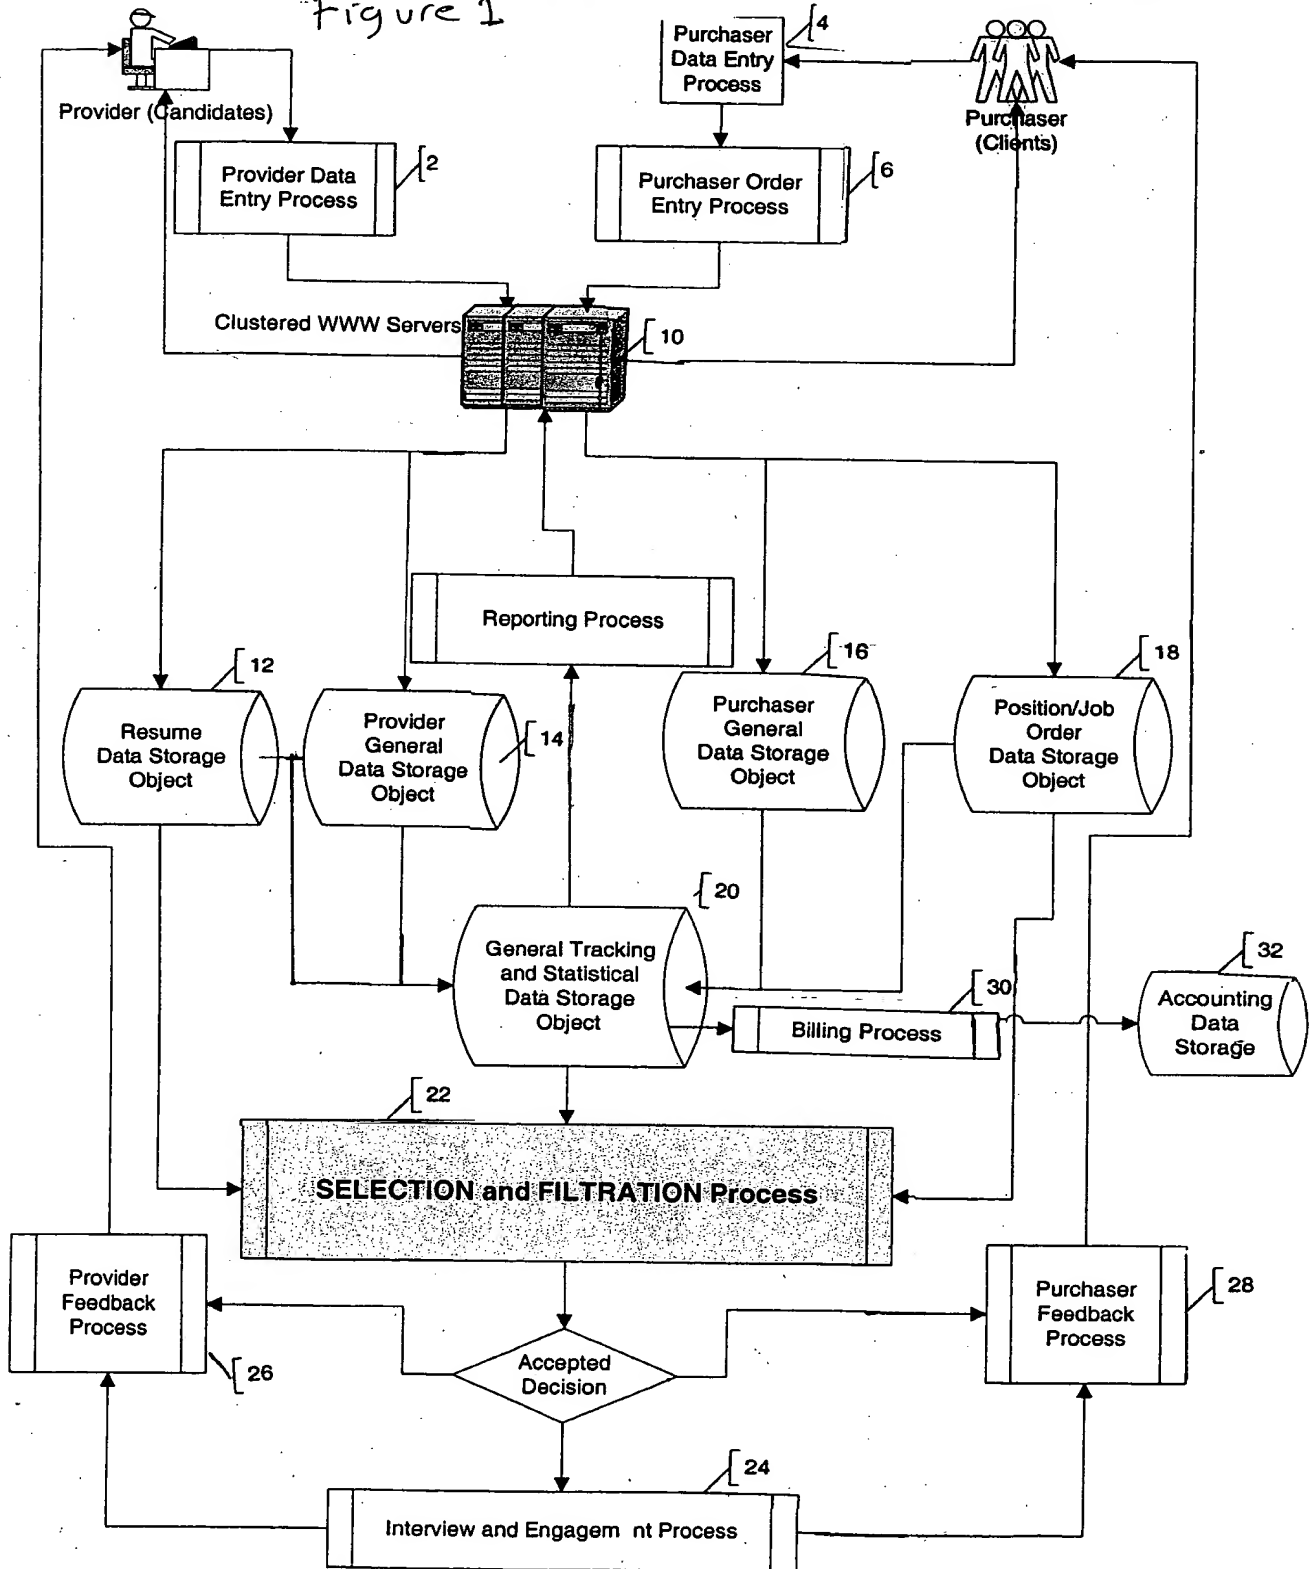 Figure 1
Purchaser
Data Entry
Process
4
Provider (Candidates)
Purchaser
(Clients)
Provider Data
Entry Process
2
Purchaser Order
Entry Process
6
Clustered WWW Servers
10
Reporting Process
12
Resume
Data Storage
Object
Provider
General
Data Storage
Object
14
16
Purchaser
General
Data Storage
Object
18
Position/Job
Order
Data Storage
Object
20
General Tracking
and Statistical
Data Storage
Object
30
Billing Process
32
Accounting
Data
Storage
22
SELECTION and FILTRATION Process
Provider
Feedback
Process
26
Accepted
Decision
Purchaser
Feedback
Process
28
24
Interview and Engagem nt Process